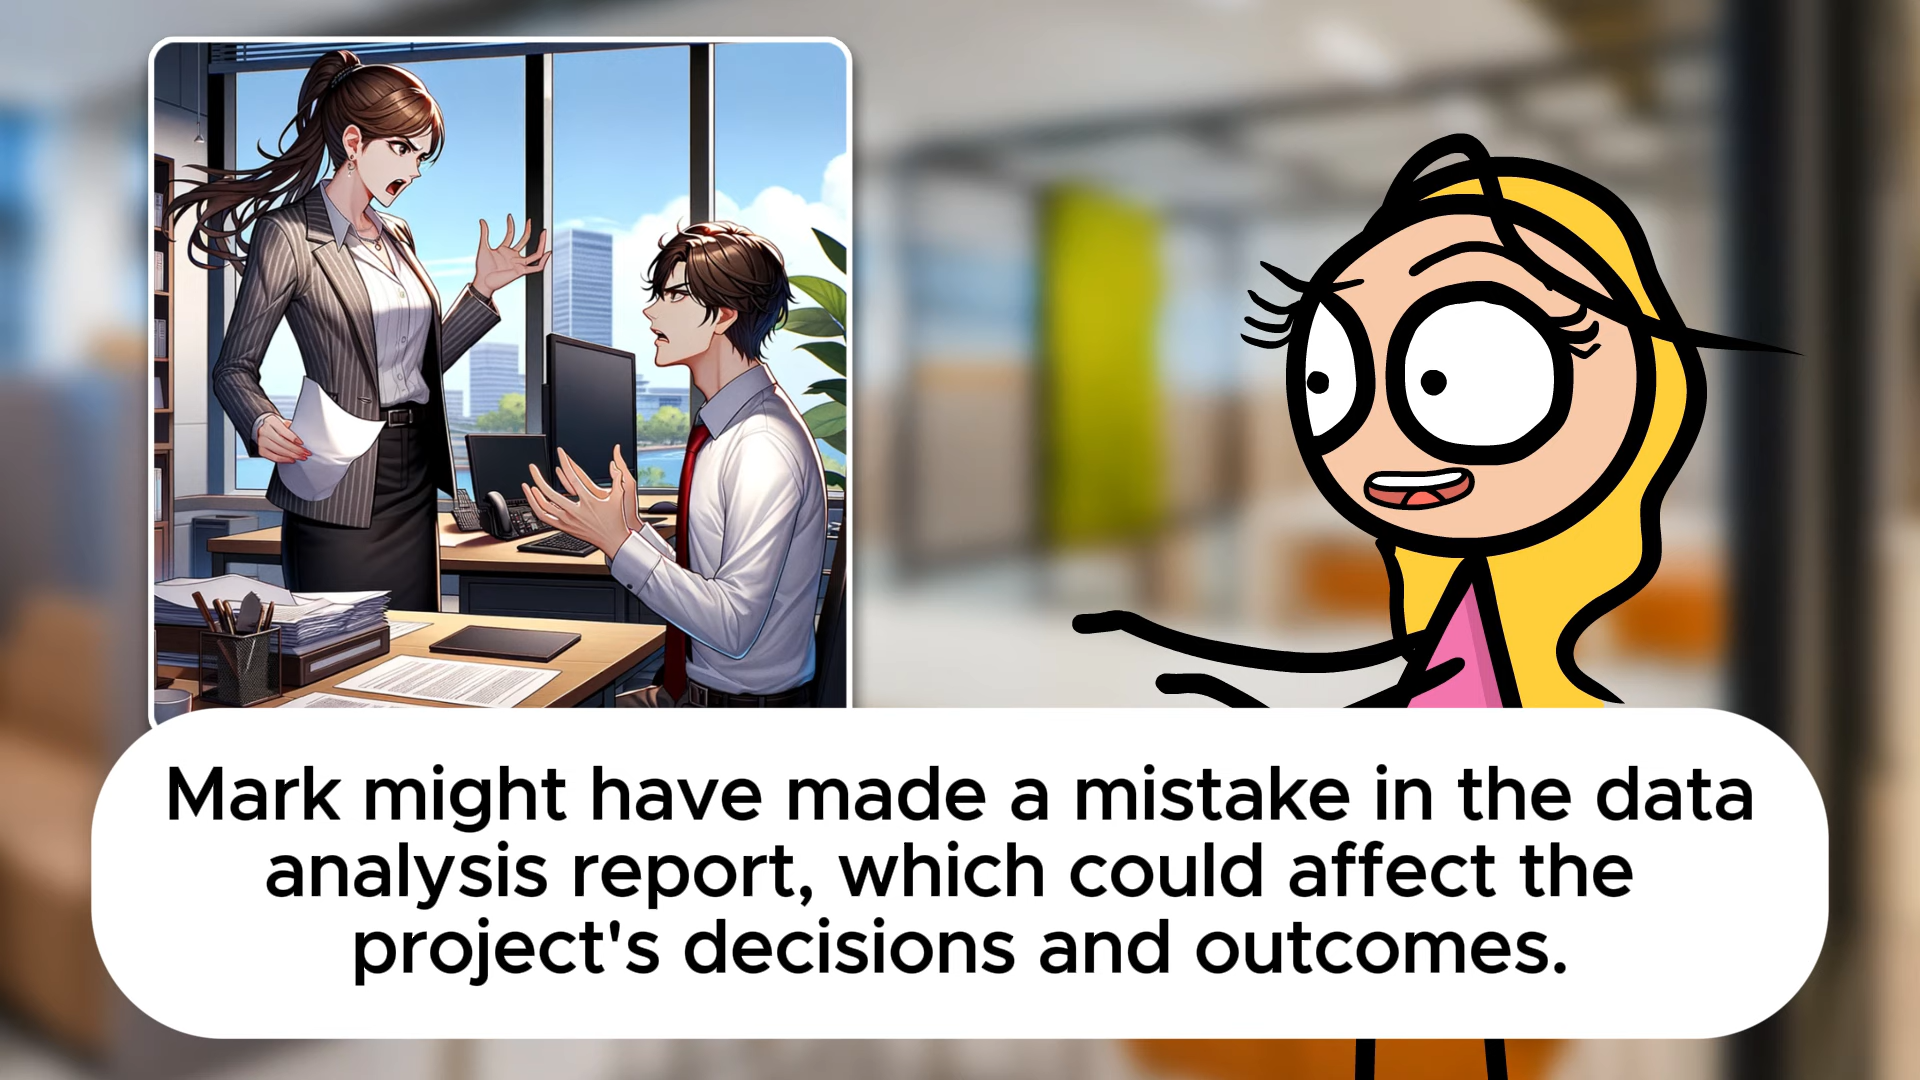 Mark might have made a mistake in the data
analysis report, which could affect the
project's decisions and outcomes.